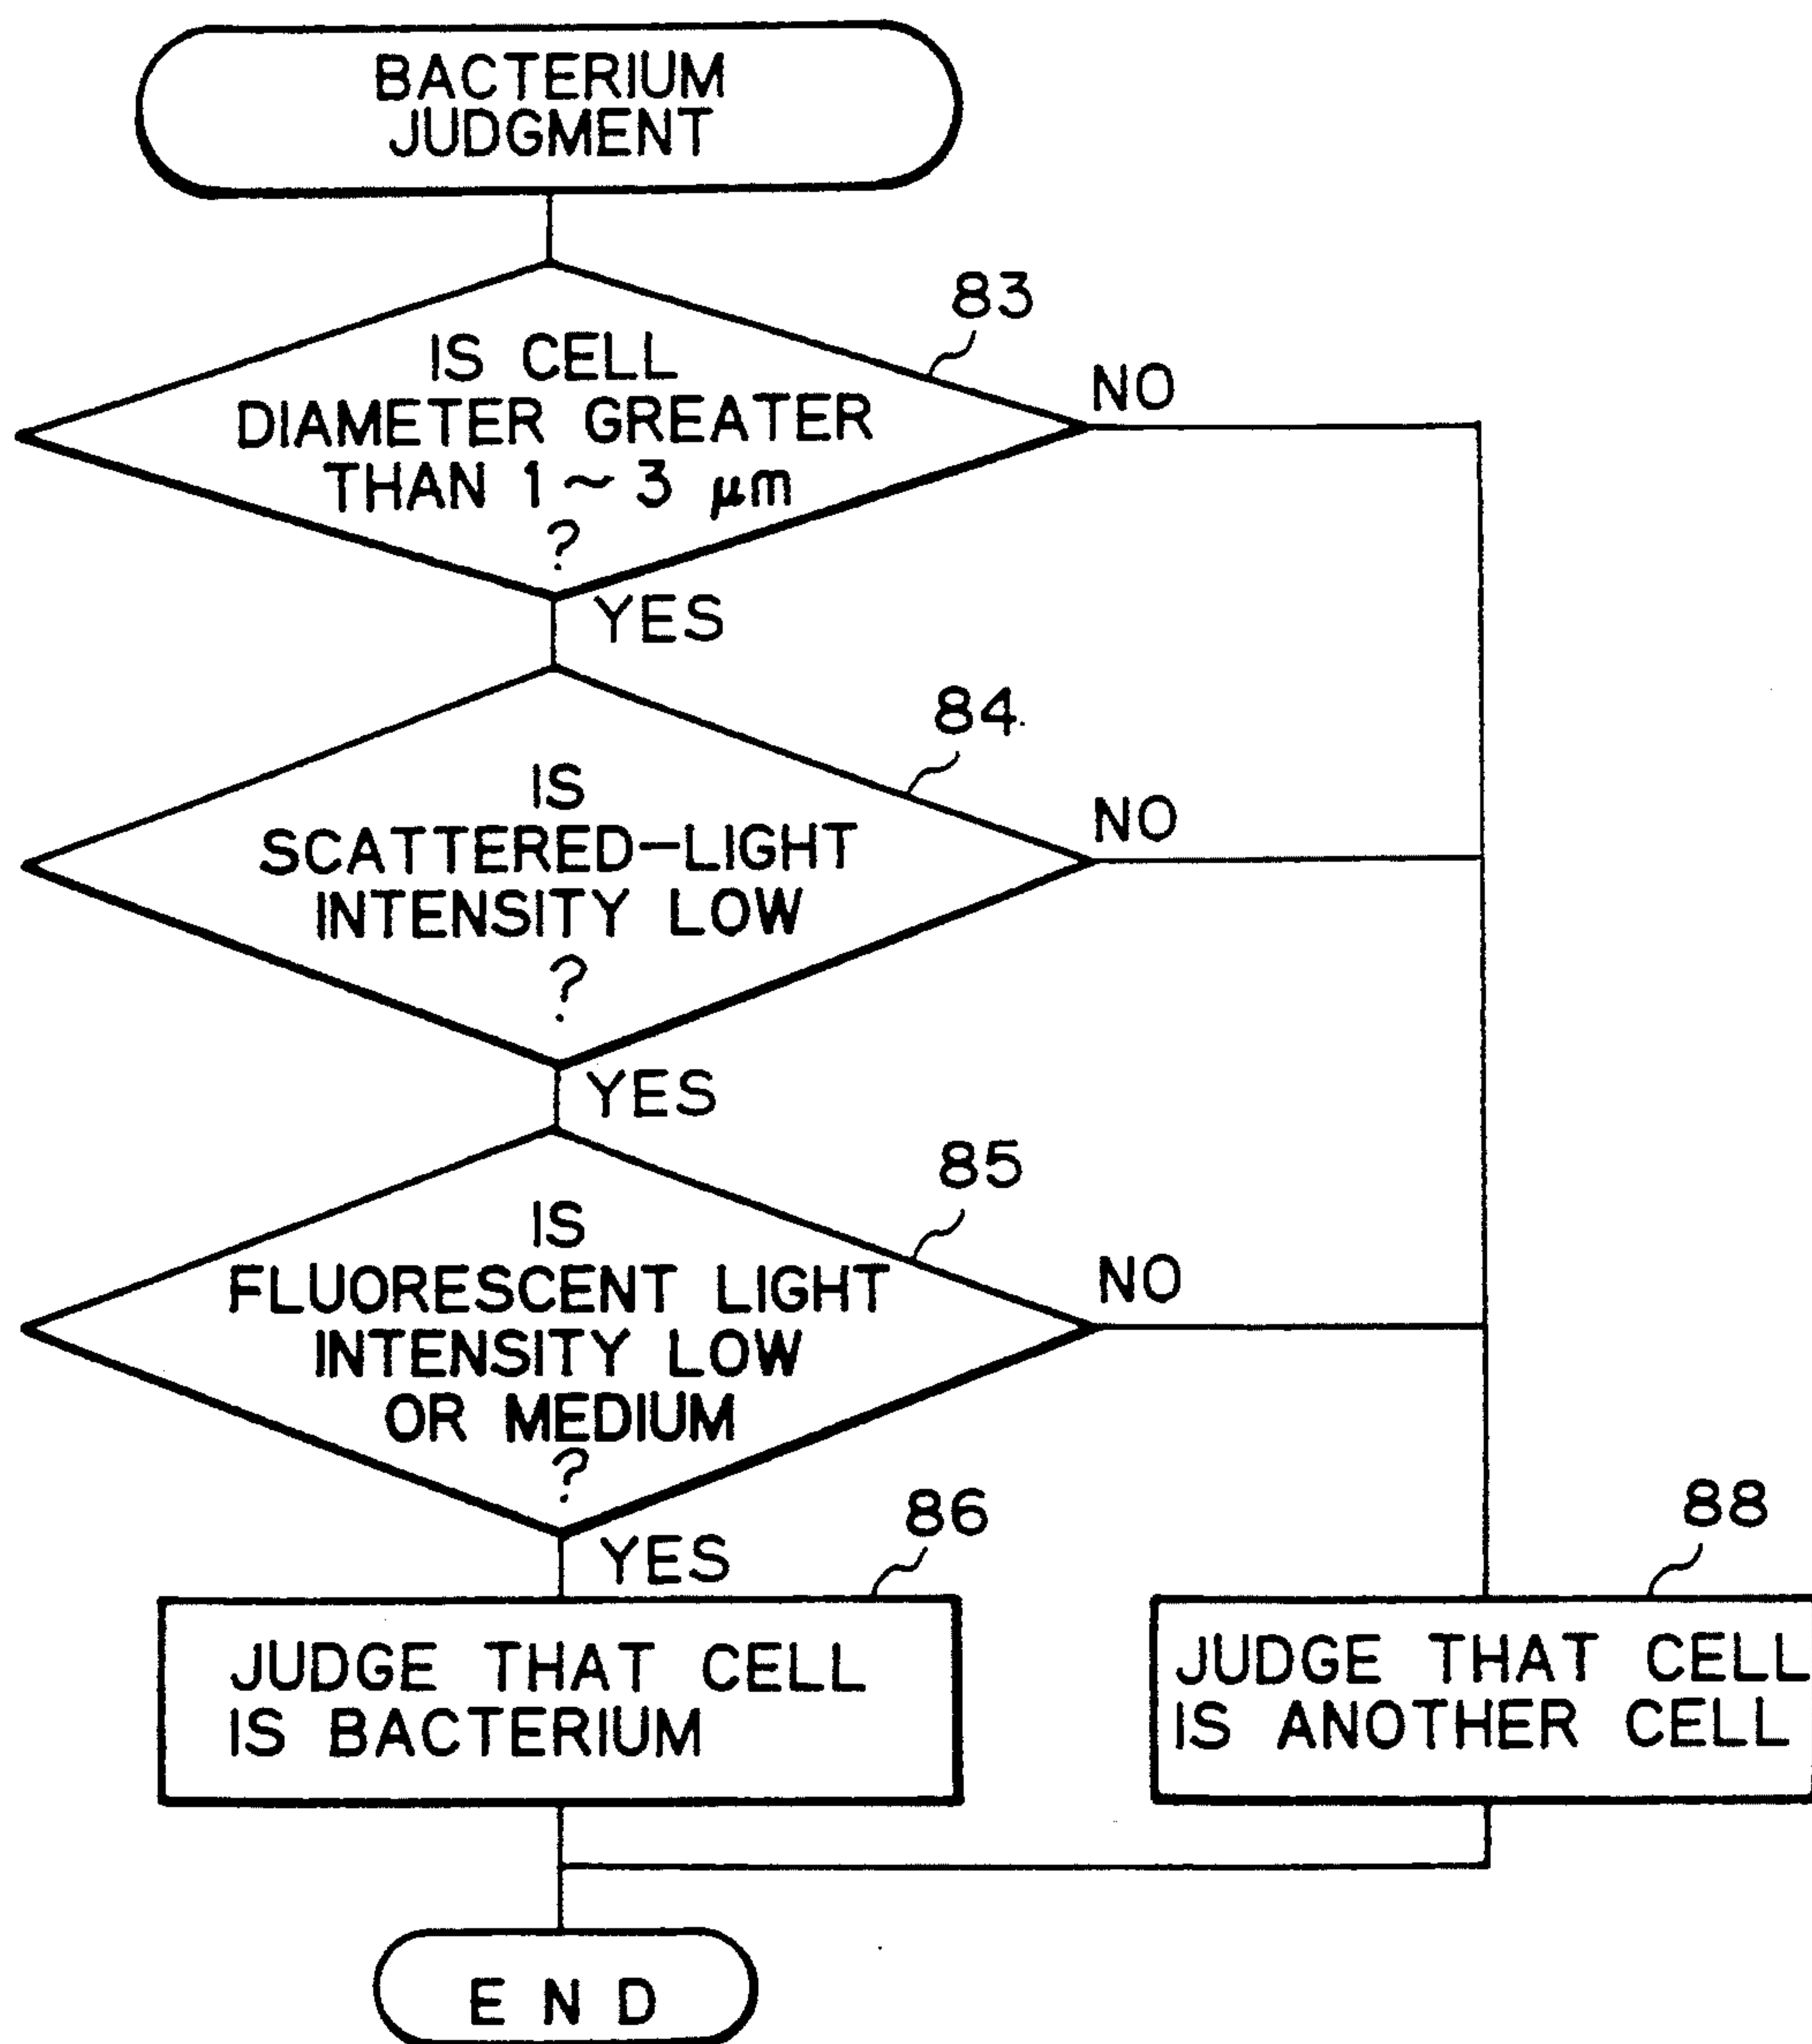 BACTERIUM
JUDGMENT
83
IS CELL
DIAMETER GREATER
THAN 1 ~ 3 μm
?
NO
YES
84
IS
SCATTERED-LIGHT
INTENSITY LOW
?
NO
YES
85
IS
FLUORESCENT LIGHT
INTENSITY LOW
OR MEDIUM
?
NO
YES
86
JUDGE THAT CELL
IS BACTERIUM
88
JUDGE THAT CELL
IS ANOTHER CELL
END